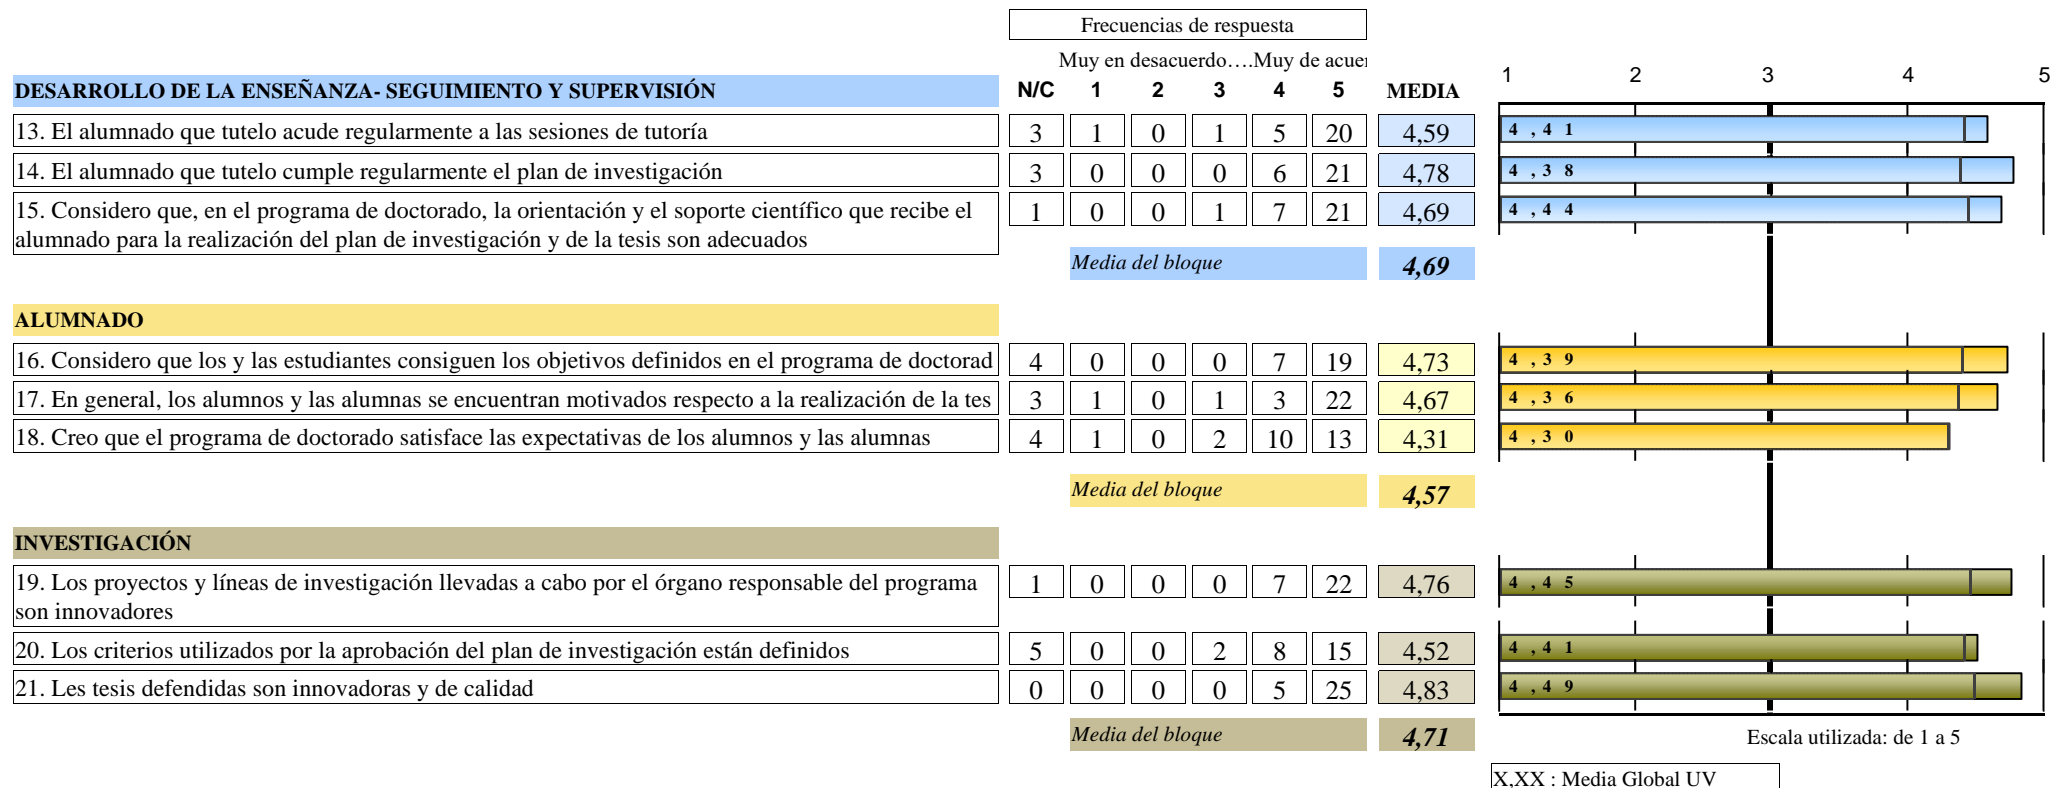 Frecuencias de respuesta
Muy en desacuerdo….Muy de acuer
DESARROLLO DE LA ENSEÑANZA- SEGUIMIENTO Y SUPERVISIÓN N/C 1 2 3 4 5 MEDIA 1 2 3 4 5
13. El alumnado que tutelo acude regularmente a las sesiones de tutoría 3 1 0 1 5 20 4,59 4,41
14. El alumnado que tutelo cumple regularmente el plan de investigación 3 0 0 0 6 21 4,78 4,38
15. Considero que, en el programa de doctorado, la orientación y el soporte científico que recibe el 1 0 0 1 7 21 4,69 4,44
alumnado para la realización del plan de investigación y de la tesis son adecuados
Media del bloque 4,69
ALUMNADO
16. Considero que los y las estudiantes consiguen los objetivos definidos en el programa de doctorad 4 0 0 0 7 19 4,73 4,39
17. En general, los alumnos y las alumnas se encuentran motivados respecto a la realización de la tes 3 1 0 1 3 22 4,67 4,36
18. Creo que el programa de doctorado satisface las expectativas de los alumnos y las alumnas 4 1 0 2 10 13 4,31 4,30
Media del bloque 4,57
INVESTIGACIÓN
19. Los proyectos y líneas de investigación llevadas a cabo por el órgano responsable del programa 1 0 0 0 7 22 4,76 4,45
son innovadores
20. Los criterios utilizados por la aprobación del plan de investigación están definidos 5 0 0 2 8 15 4,52 4,41
21. Les tesis defendidas son innovadoras y de calidad 0 0 0 0 5 25 4,83 4,49
Media del bloque 4,71
Escala utilizada: de 1 a 5
X,XX : Media Global UV